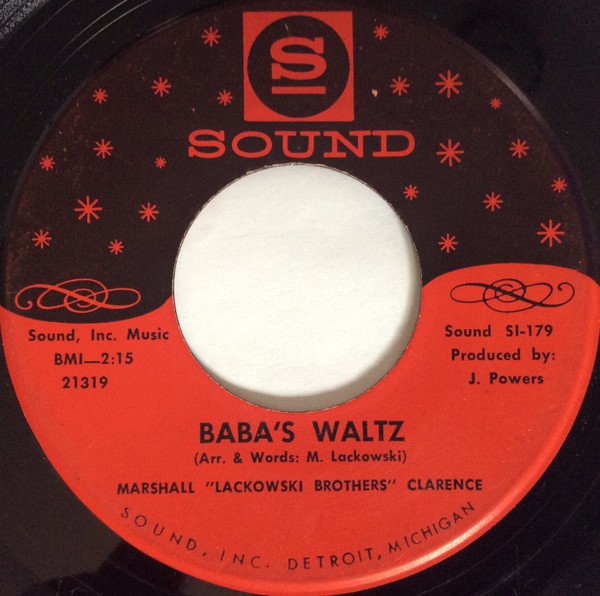 S
SOUND
Sound, Inc. Music
BMI—2:15
21319
Sound SI-179
Produced by:
J. Powers
BABA'S WALTZ
(Arr. & Words: M. Lackowski)
MARSHALL "LACKOWSKI BROTHERS" CLARENCE
SOUND, INC. DETROIT, MICHIGAN